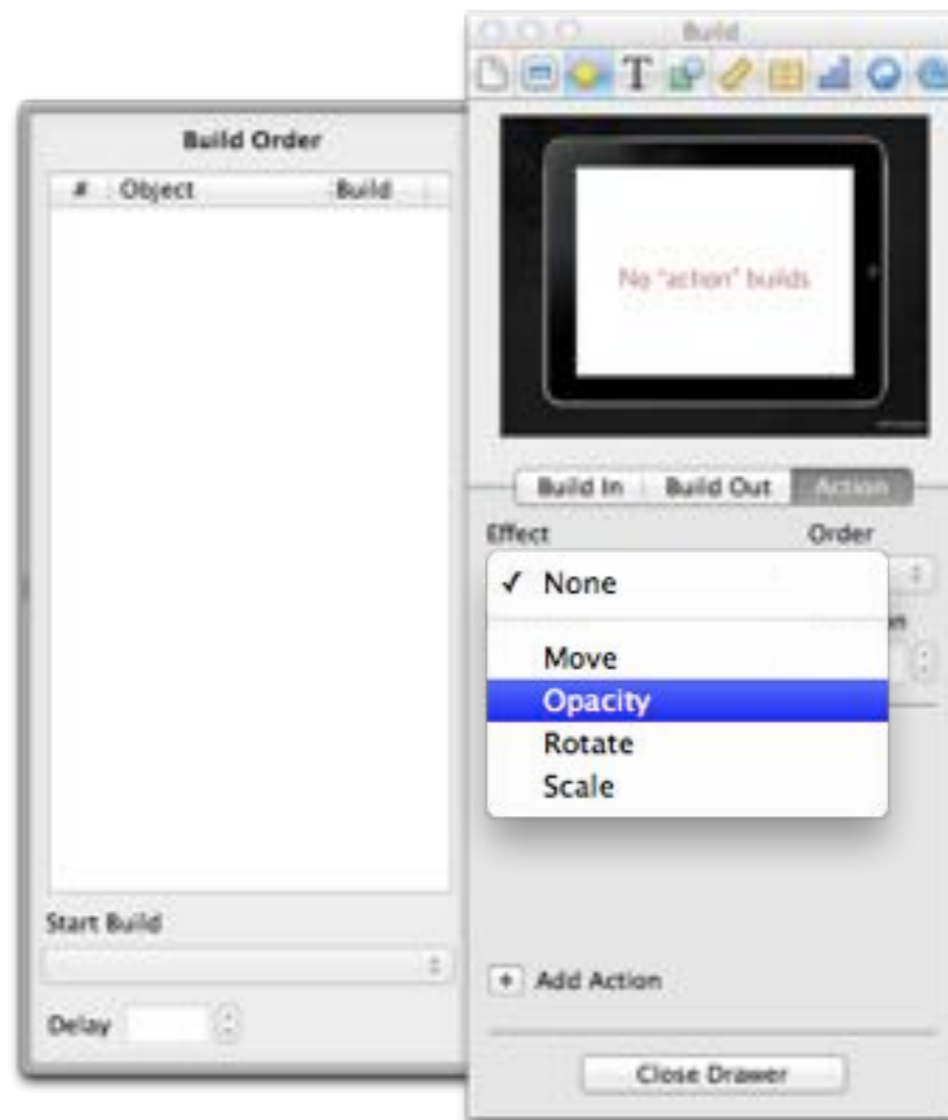 Build
Build Order
# Object Build
No "action" builds
Build In Build Out Action
Effect Order
✓ None
Move
Opacity
Rotate
Scale
Start Build
+ Add Action
Delay
Close Drawer